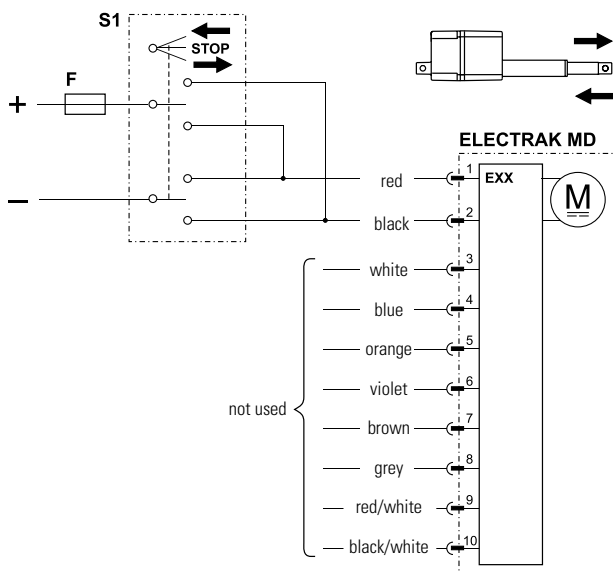 S1
STOP
F
+
−
ELECTRAK MD
EXX
M
red 1
black 2
white 3
blue 4
orange 5
violet 6
not used
brown 7
grey 8
red/white 9
black/white 10